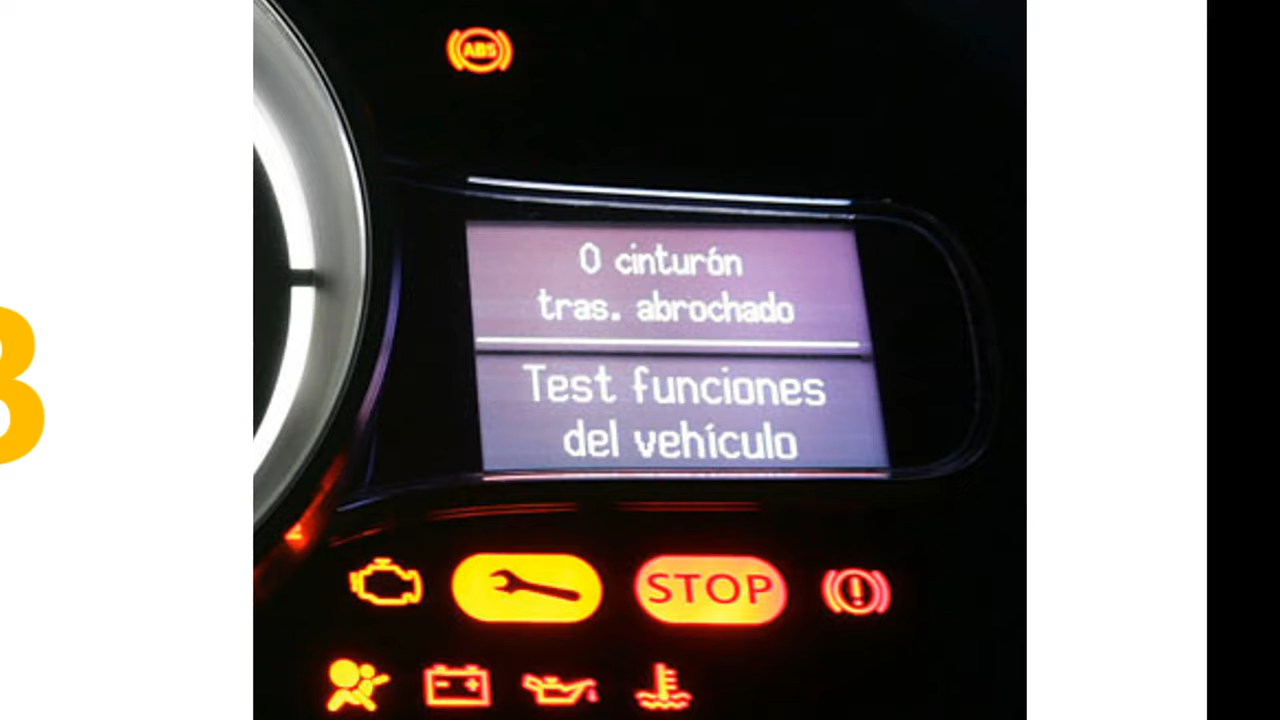 ABS
0 cinturón
tras. abrochado
Test funciones
del vehículo
STOP